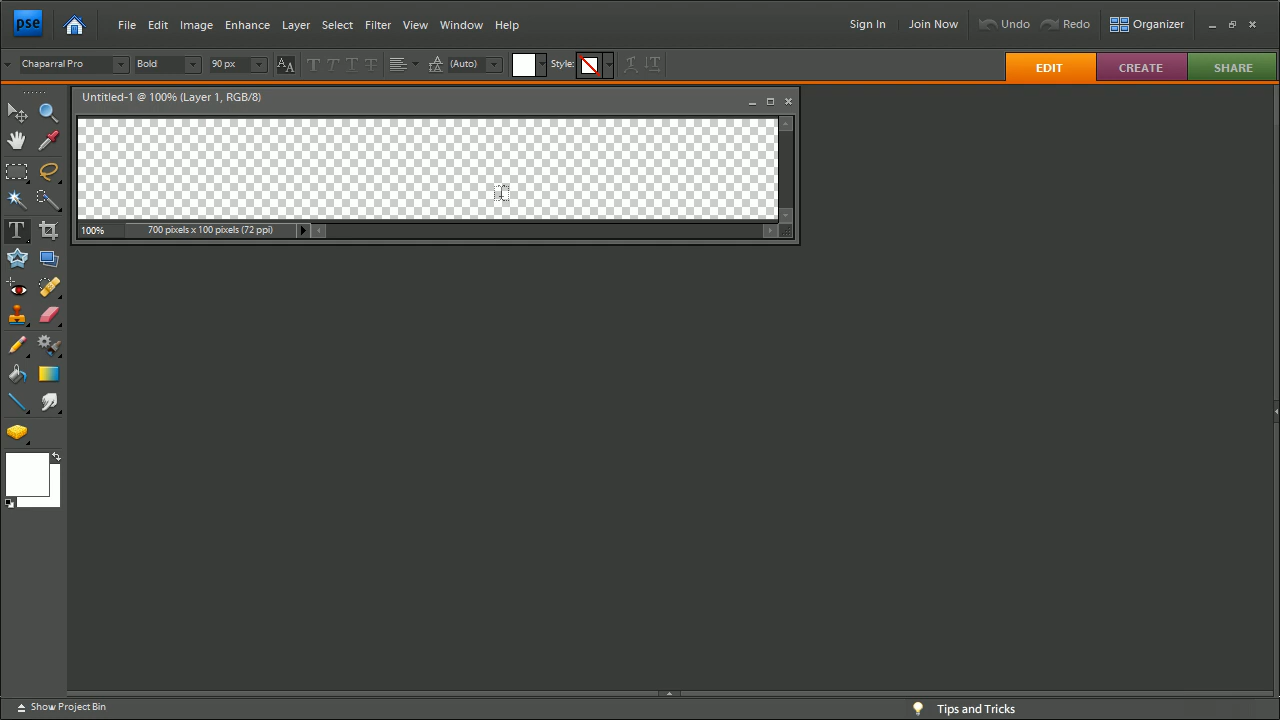 pse File Edit Image Enhance Layer Select Filter View Window Help Sign In Join Now Undo Redo Organizer
Chaparral Pro Bold 90 px (Auto) Style: EDIT CREATE SHARE
Untitled-1 @ 100% (Layer 1, RGB/8)
100% 700 pixels x 100 pixels (72 ppi)
Show Project Bin Tips and Tricks